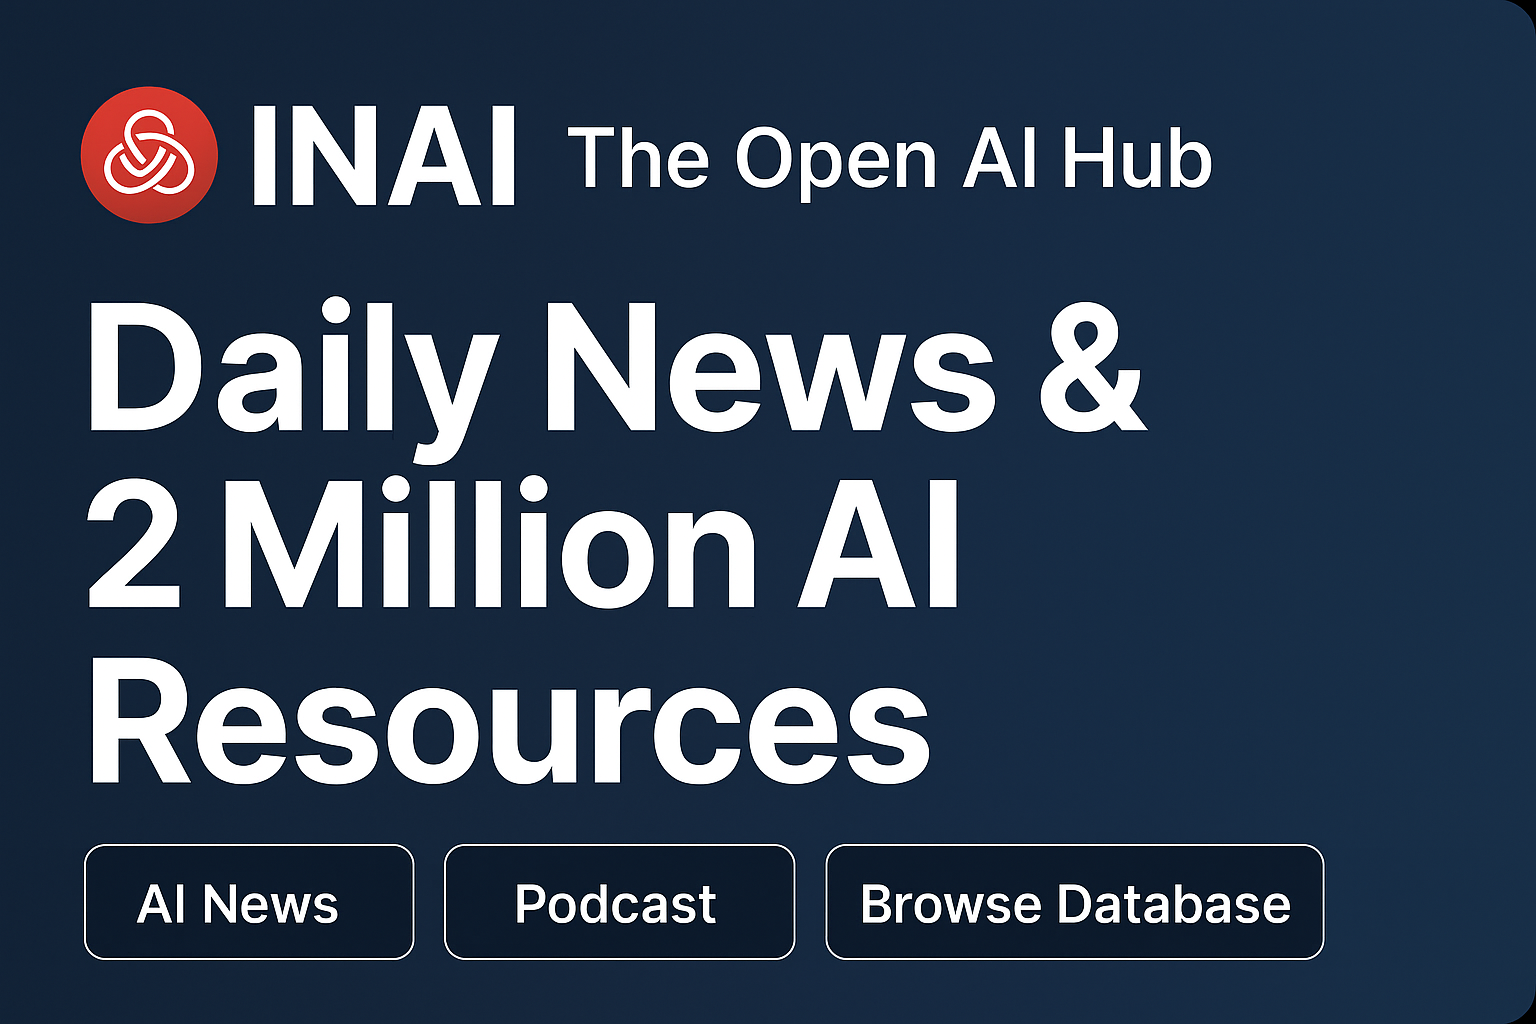 INAI The Open AI Hub
Daily News &
2 Million AI
Resources
AI News
Podcast
Browse Database